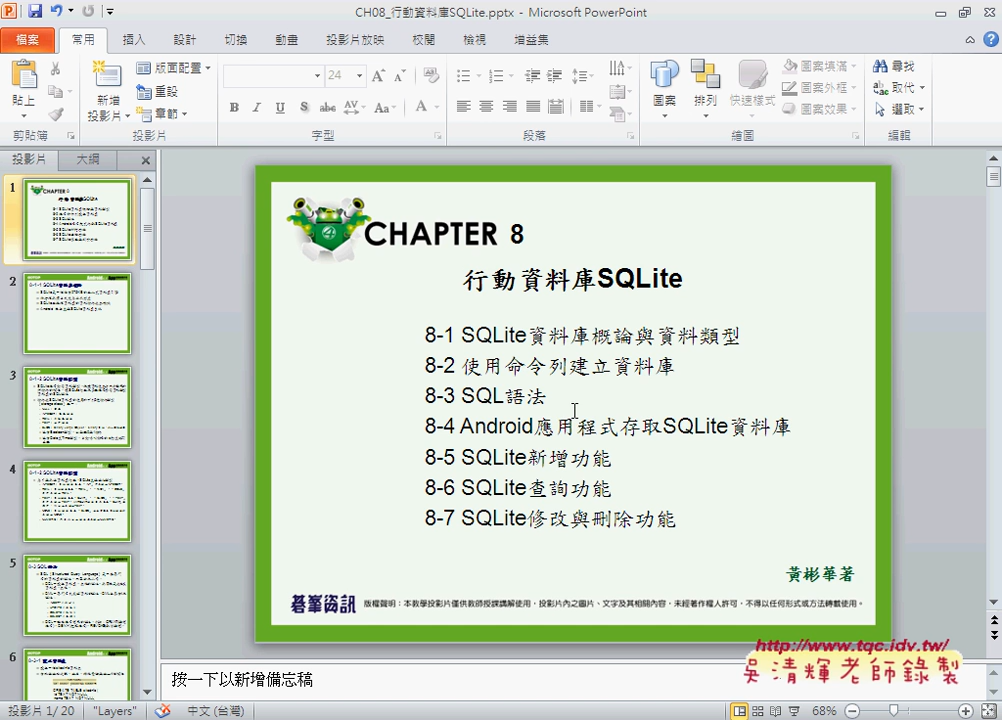 CH08_行動資料庫SQLite.pptx - Microsoft PowerPoint
檔案 常用 插入 設計 切換 動畫 投影片放映 校閱 檢視 增益集
貼上 剪貼簿
新增 投影片 版面配置 重設 章節 投影片
24 B I U S abc AV Aa A 字型
段落
圖案 排列 快速樣式 圖案填滿 圖案外框 圖案效果 繪圖
尋找 取代 選取 編輯
投影片 大綱
1
2
3
4
5
6
CHAPTER 8
行動資料庫SQLite
8-1 SQLite資料庫概論與資料類型
8-2 使用命令列建立資料庫
8-3 SQL語法
8-4 Android應用程式存取SQLite資料庫
8-5 SQLite新增功能
8-6 SQLite查詢功能
8-7 SQLite修改與刪除功能
黃彬華著
碁峯資訊 版權聲明：本教學投影片僅供教師授課講解使用，投影片內之圖片、文字及其相關內容，未經著作權人許可，不得以任何形式或方法轉載使用。
http://www.tqc.idv.tw/
吳清輝老師錄製
按一下以新增備忘稿
投影片 1/ 20 "Layers" 中文 (台灣) 68%